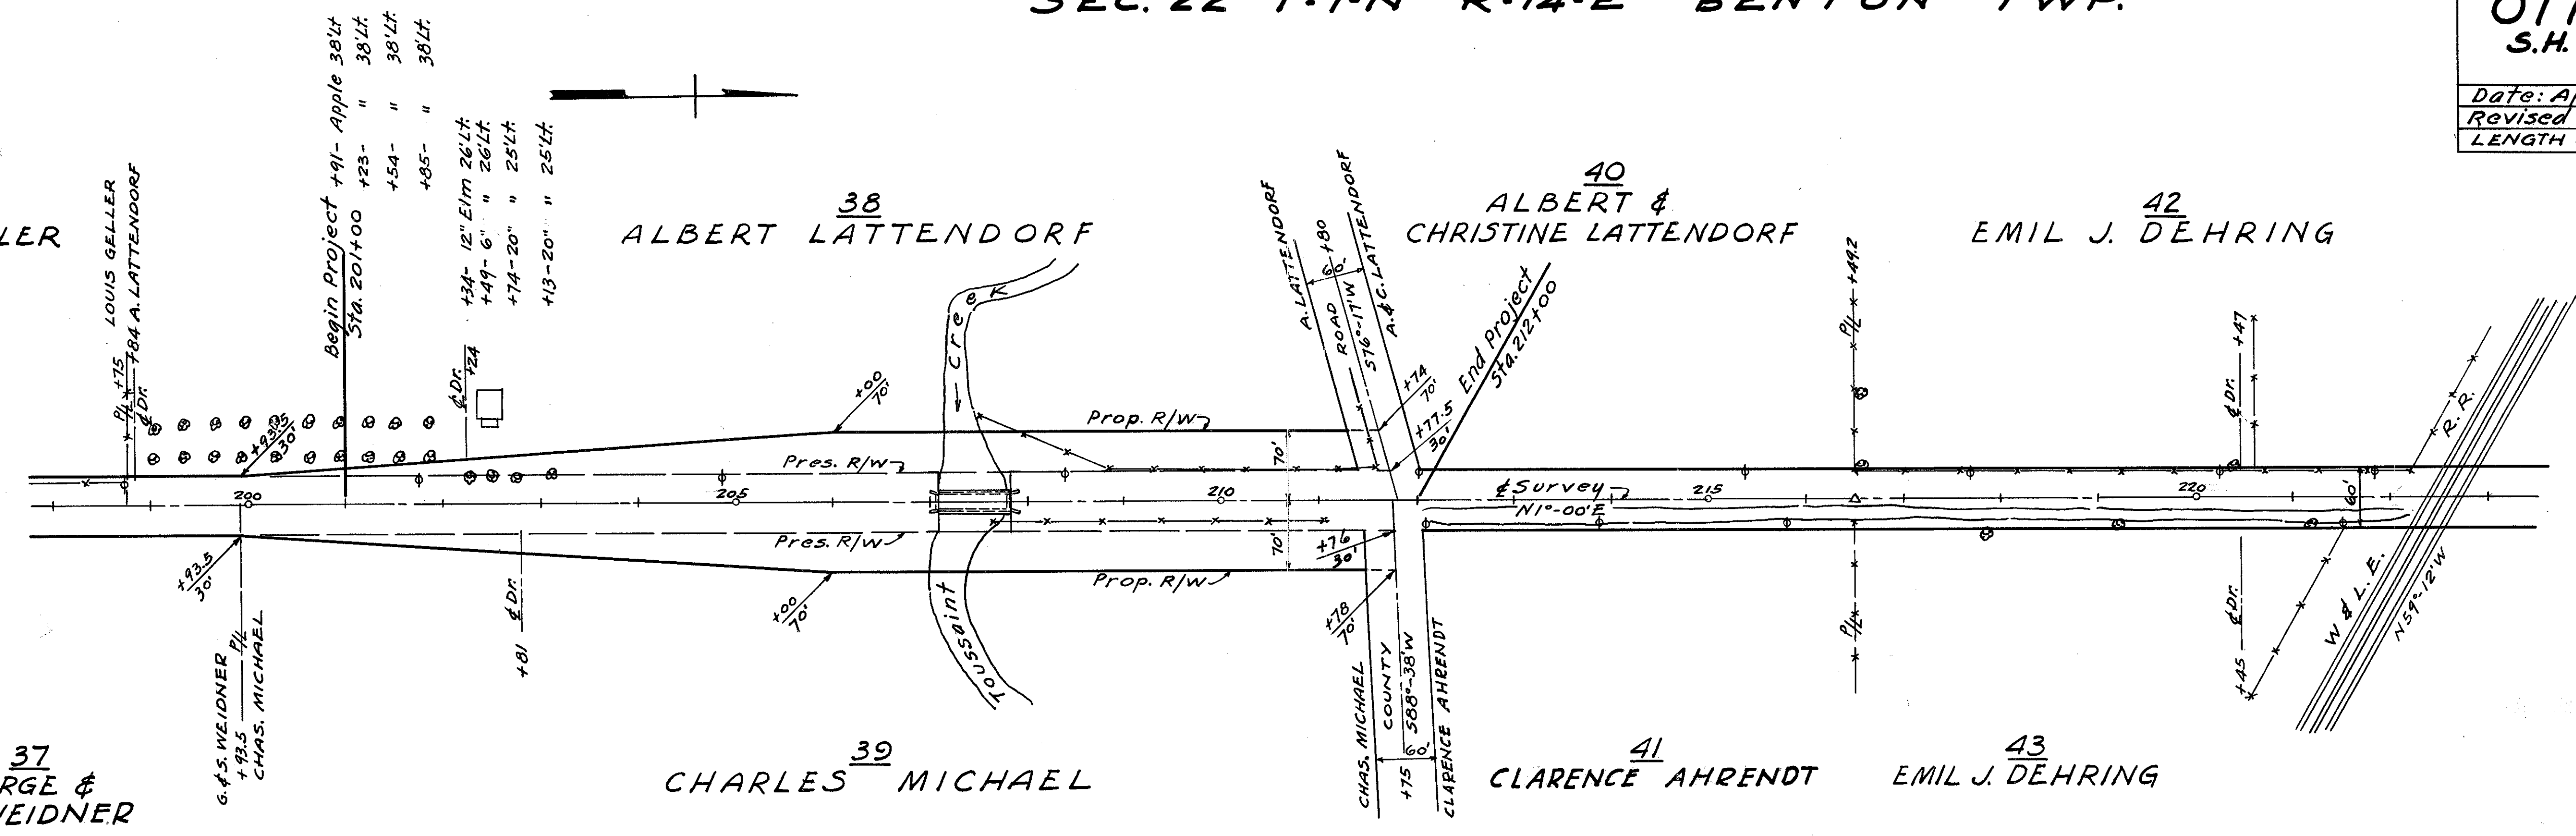 SEC. 22 T-7-N R-14-E BENTON TWP.
S.H.
Revised
LENGTH
LOUIS GELLER
P/L +75
+84 A. LATTENDORF
₵ Dr.
Begin Project
Sta. 201+00
+91- Apple 38'Lt
+23- " 38'Lt.
+54- " 38'Lt.
+85- " 38'Lt.
+34- 12" Elm 26'Lt.
+49- 6" " 26'Lt.
+74-20" " 25'Lt.
+13-20" " 25'Lt.
₵ Dr.
+24
38
ALBERT LATTENDORF
Creek
A. LATTENDORF
ROAD
60'
+80
S76°-17'W
A. & C. LATTENDORF
End Project
Sta. 212+00
40
ALBERT &
CHRISTINE LATTENDORF
P/L
+49.2
42
EMIL J. DEHRING
₵ Dr.
+47
R. R.
+93.5
30'
+00
70'
Prop. R/W
+74
70'
+77.5
30'
Pres. R/W
70'
200
205
210
₵ Survey
N1°-00'E
215
220
60'
Pres. R/W
70'
+76
30'
Prop. R/W
+93.5
30'
+00
70'
+78
70'
₵ Dr.
+81
Toussaint
P/L
₵ Dr.
+45
W & L. E.
N59°-12'W
G. & S. WEIDNER
+93.5 P/L
CHAS. MICHAEL
37
WEIDNER
39
CHARLES MICHAEL
CHAS. MICHAEL
COUNTY
+75
60'
S88°-38'W
CLARENCE AHRENDT
41
CLARENCE AHRENDT
43
EMIL J. DEHRING